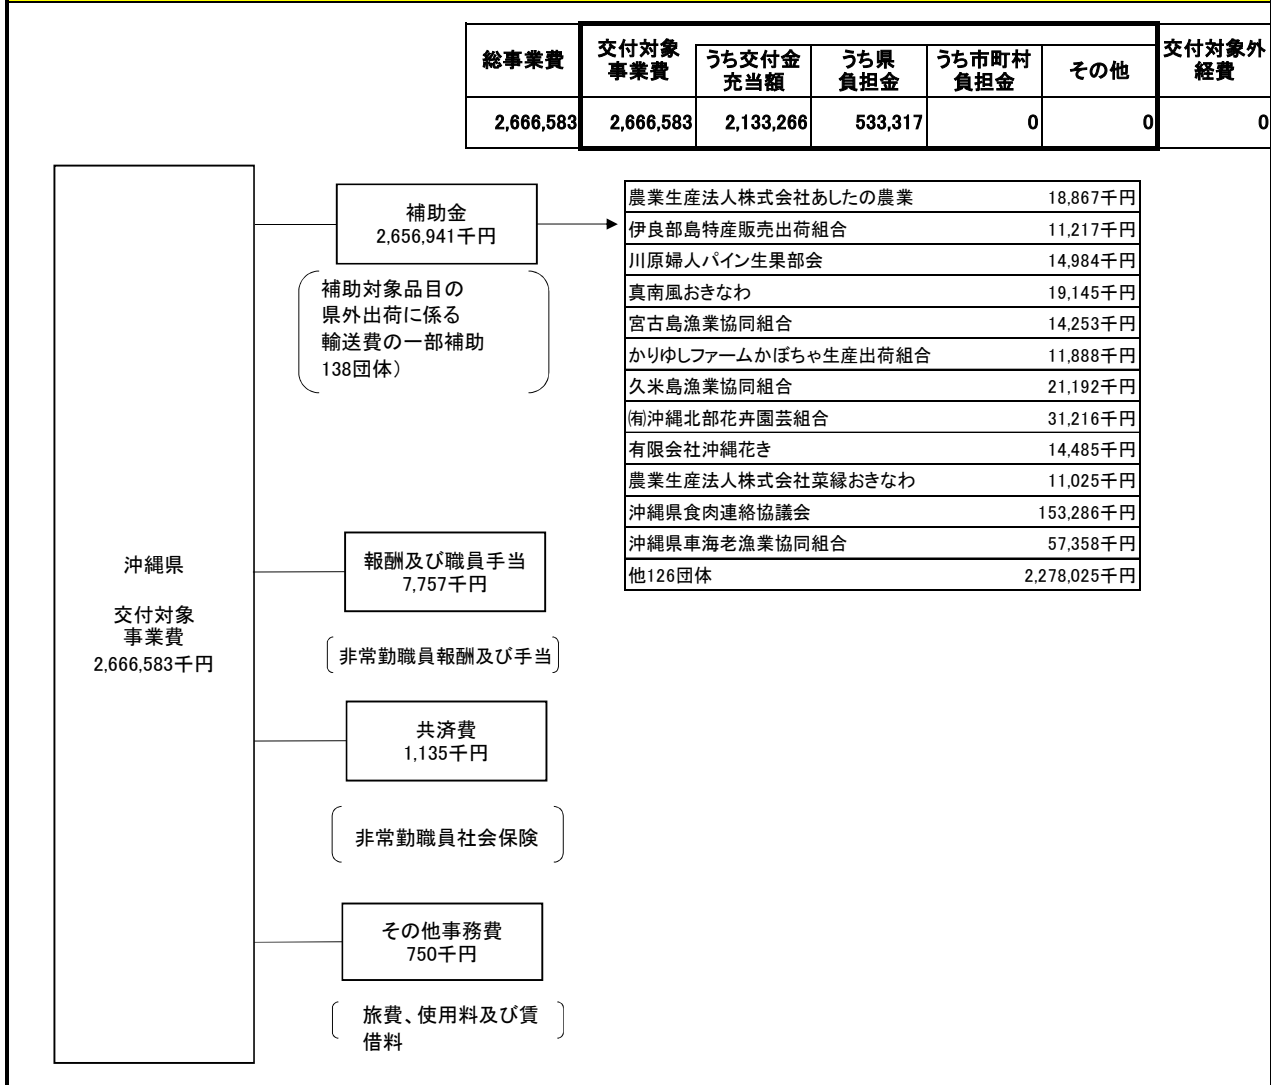 総事業費
交付対象
事業費
うち交付金
充当額
うち県
負担金
うち市町村
負担金
その他
交付対象外
経費
2,666,583 2,666,583 2,133,266 533,317 0 0 0
沖縄県
交付対象
事業費
2,666,583千円
補助金
2,656,941千円
補助対象品目の
県外出荷に係る
輸送費の一部補助
138団体）
農業生産法人株式会社あしたの農業 18,867千円
伊良部島特産販売出荷組合 11,217千円
川原婦人パイン生果部会 14,984千円
真南風おきなわ 19,145千円
宮古島漁業協同組合 14,253千円
かりゆしファームかぼちゃ生産出荷組合 11,888千円
久米島漁業協同組合 21,192千円
㈲沖縄北部花卉園芸組合 31,216千円
有限会社沖縄花き 14,485千円
農業生産法人株式会社菜縁おきなわ 11,025千円
沖縄県食肉連絡協議会 153,286千円
沖縄県車海老漁業協同組合 57,358千円
他126団体 2,278,025千円
報酬及び職員手当
7,757千円
非常勤職員報酬及び手当
共済費
1,135千円
非常勤職員社会保険
その他事務費
750千円
旅費、使用料及び賃
借料